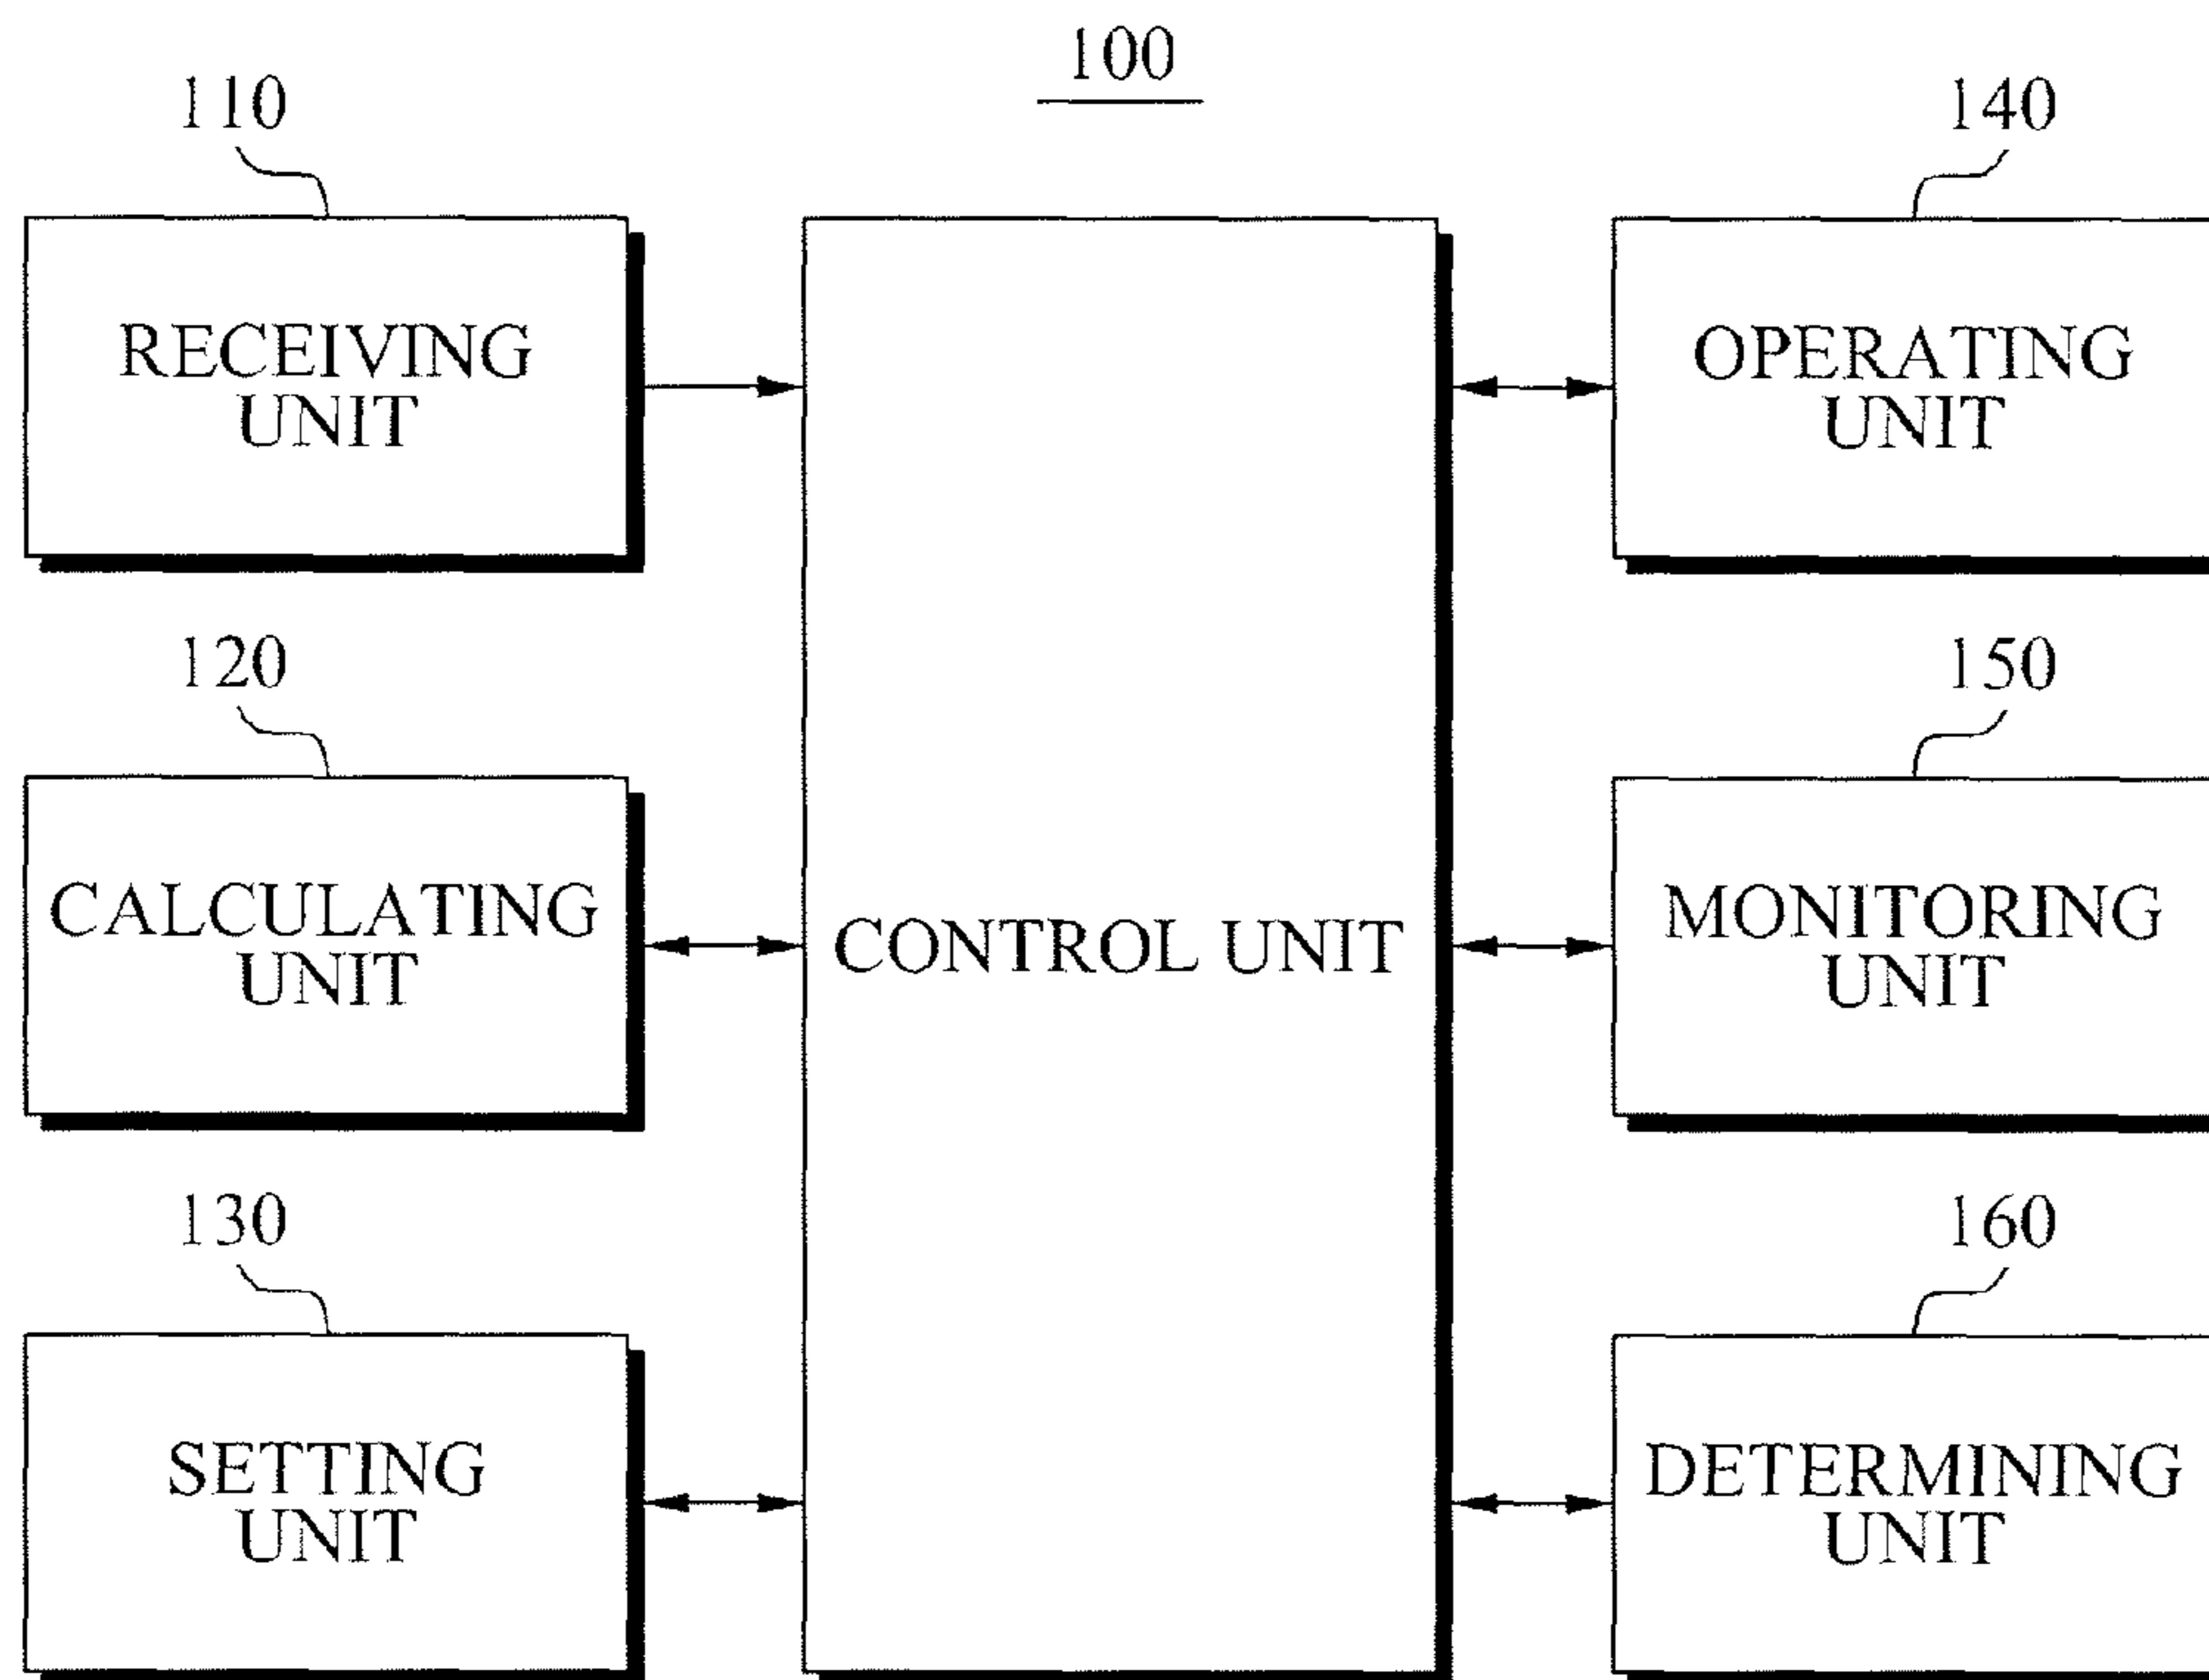 100
110
RECEIVING
UNIT
120
CALCULATING
UNIT
130
SETTING
UNIT
CONTROL UNIT
140
OPERATING
UNIT
150
MONITORING
UNIT
160
DETERMINING
UNIT